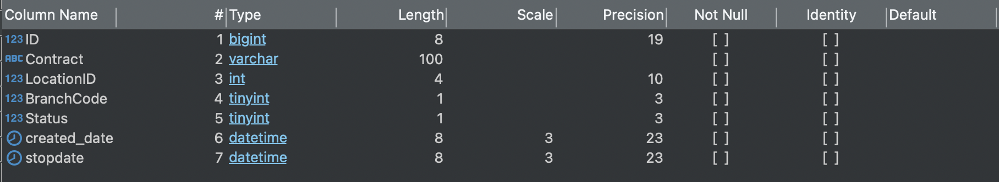 Column Name # Type Length Scale Precision Not Null Identity Default
123 ID 1 bigint 8 19 [ ] [ ]
ABC Contract 2 varchar 100 [ ] [ ]
123 LocationID 3 int 4 10 [ ] [ ]
123 BranchCode 4 tinyint 1 3 [ ] [ ]
123 Status 5 tinyint 1 3 [ ] [ ]
created_date 6 datetime 8 3 23 [ ] [ ]
stopdate 7 datetime 8 3 23 [ ] [ ]